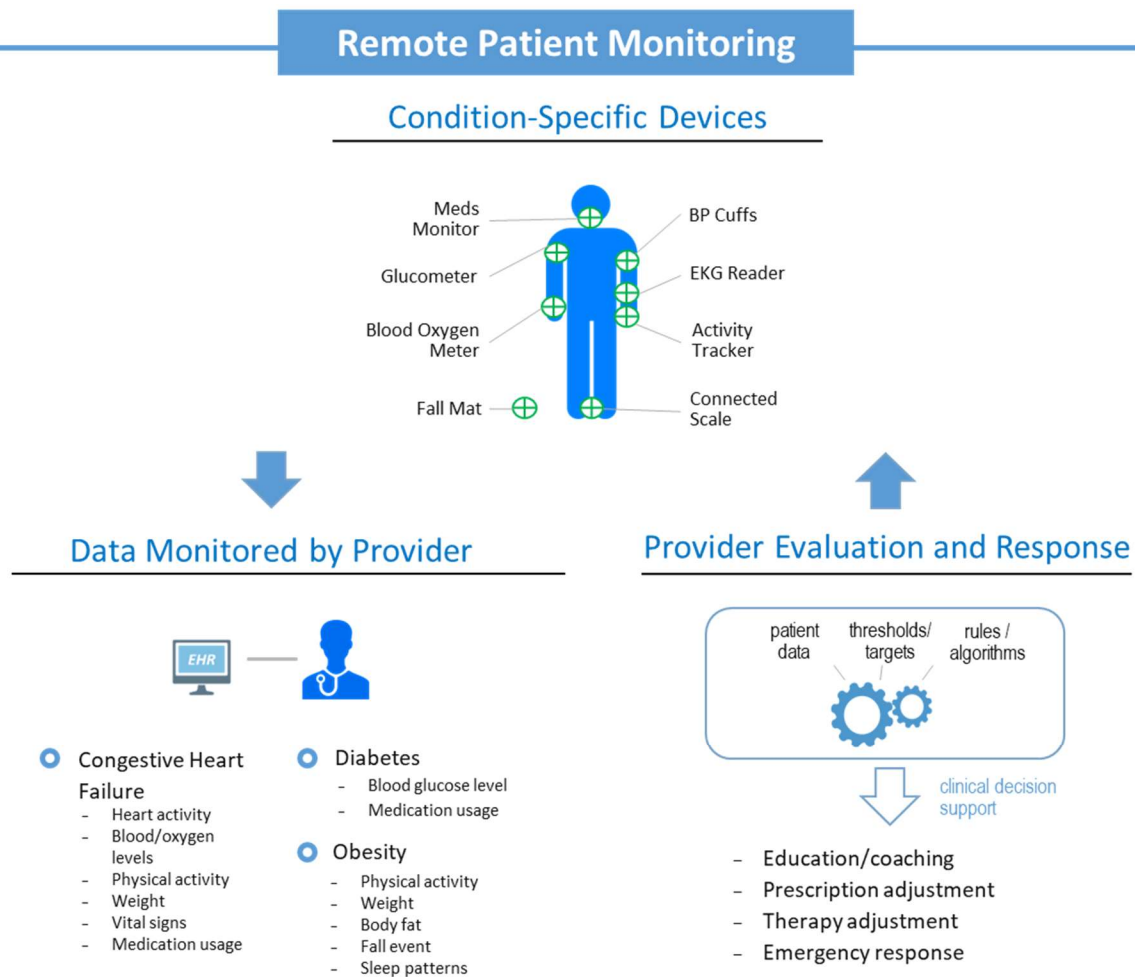 Remote Patient Monitoring
Condition-Specific Devices
Meds
Monitor
Glucometer
Blood Oxygen
Meter
Fall Mat
BP Cuffs
EKG Reader
Activity
Tracker
Connected
Scale
Data Monitored by Provider
EHR
Congestive Heart
Failure
- Heart activity
- Blood/oxygen
levels
- Physical activity
- Weight
- Vital signs
- Medication usage
Diabetes
- Blood glucose level
- Medication usage
Obesity
- Physical activity
- Weight
- Body fat
- Fall event
- Sleep patterns
Provider Evaluation and Response
patient
data
thresholds/
targets
rules /
algorithms
clinical decision
support
- Education/coaching
- Prescription adjustment
- Therapy adjustment
- Emergency response